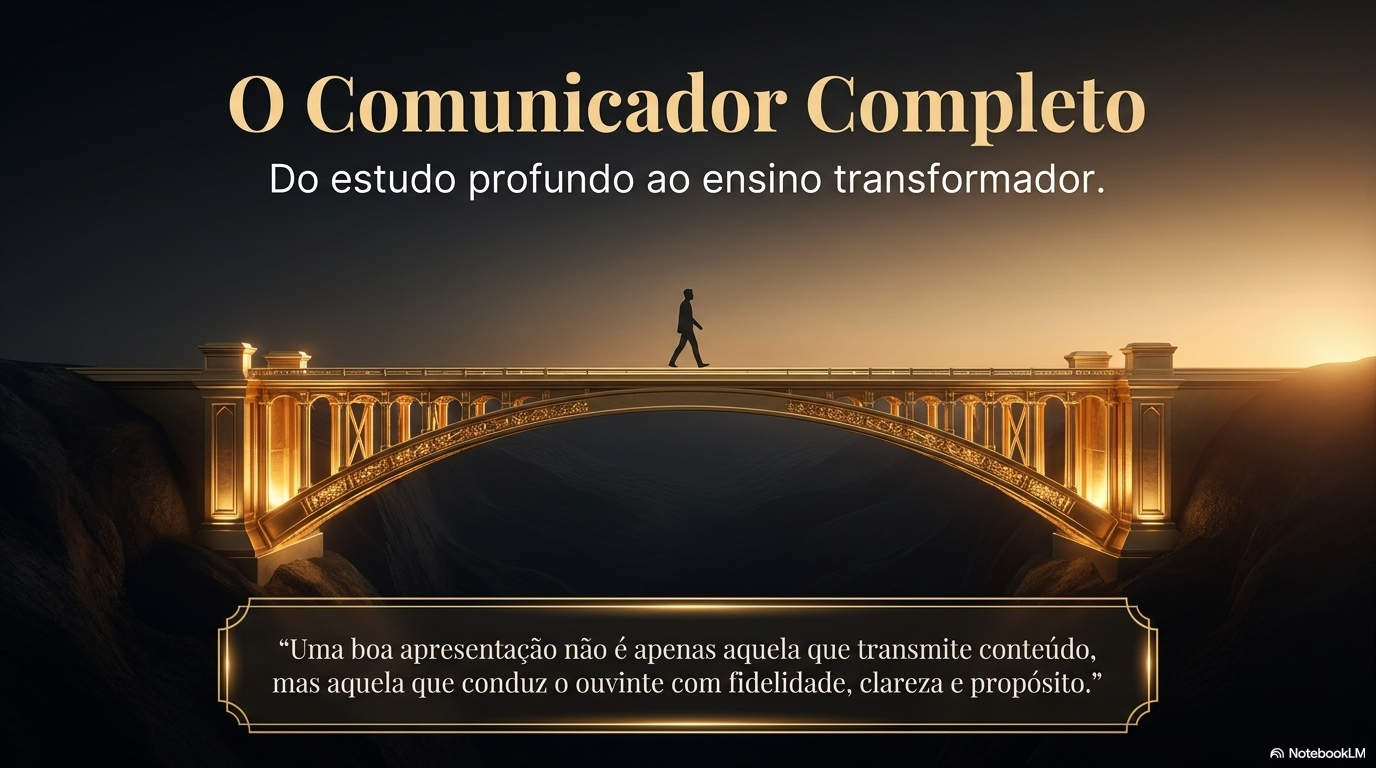 O Comunicador Completo
Do estudo profundo ao ensino transformador.
“Uma boa apresentação não é apenas aquela que transmite conteúdo,
mas aquela que conduz o ouvinte com fidelidade, clareza e propósito.”
NotebookLM